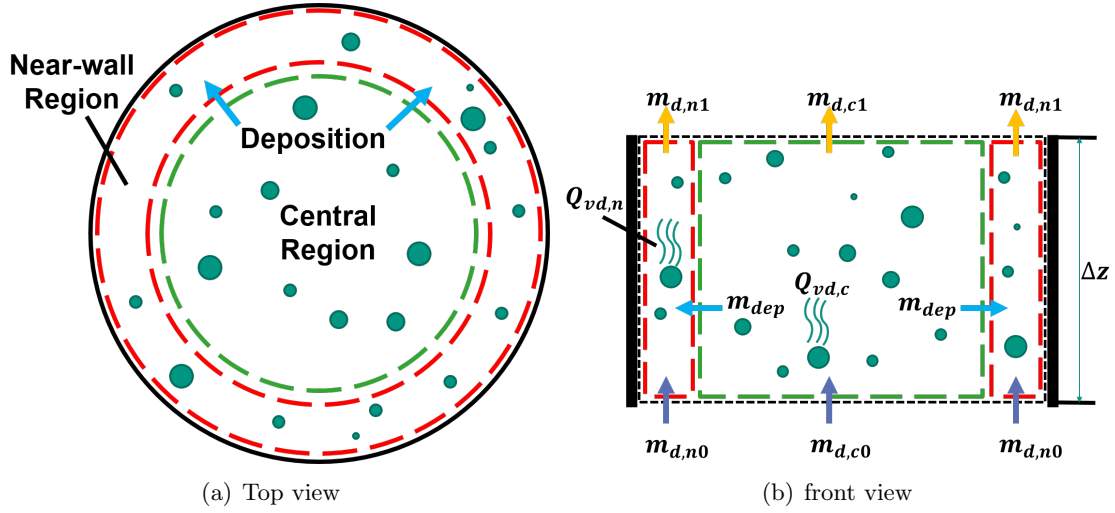 Near-wall
Region
Deposition
Central
Region
(a) Top view
m_{d,n1}
m_{d,c1}
m_{d,n1}
Q_{vd,n}
Q_{vd,c}
Δz
m_{dep}
m_{dep}
m_{d,n0}
m_{d,c0}
m_{d,n0}
(b) front view